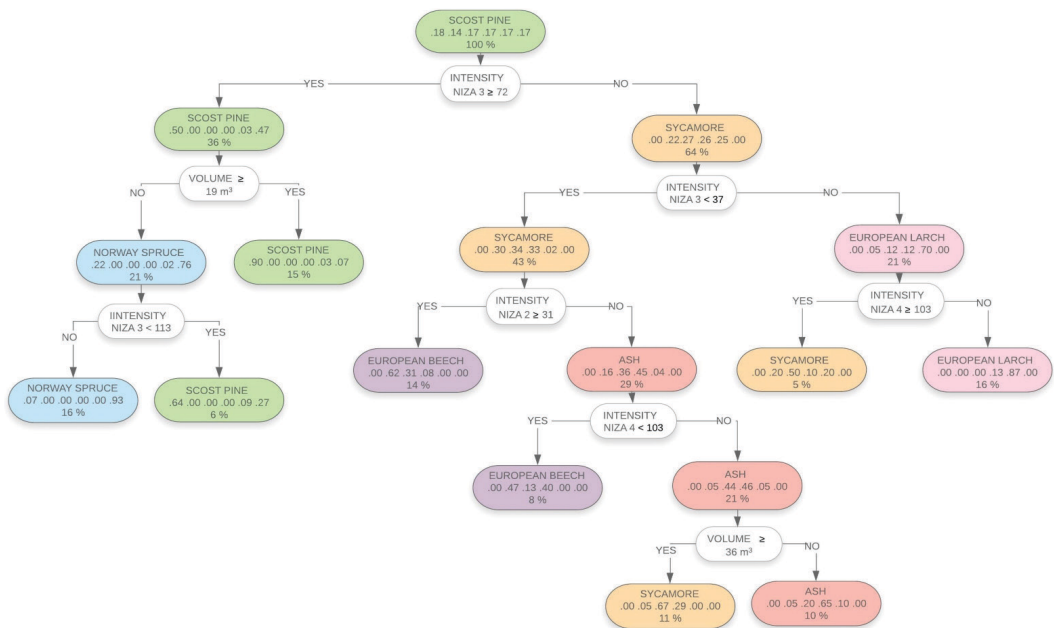 SCOST PINE
.18 .14 .17 .17 .17 .17
100 %
INTENSITY
NIZA 3 ≥ 72
YES
NO
SCOST PINE
.50 .00 .00 .00 .03 .47
36 %
SYCAMORE
.00 .22.27 .26 .25 .00
64 %
VOLUME ≥
19 m³
NO
YES
INTENSITY
NIZA 3 < 37
YES
NO
NORWAY SPRUCE
.22 .00 .00 .00 .02 .76
21 %
SCOST PINE
.90 .00 .00 .00 .03 .07
15 %
SYCAMORE
.00 .30 .34 .33 .02 .00
43 %
EUROPEAN LARCH
.00 .05 .12 .12 .70 .00
21 %
IINTENSITY
NIZA 3 < 113
NO
YES
INTENSITY
NIZA 2 ≥ 31
YES
NO
INTENSITY
NIZA 4 ≥ 103
YES
NO
NORWAY SPRUCE
.07 .00 .00 .00 .00 .93
16 %
SCOST PINE
.64 .00 .00 .00 .09 .27
6 %
EUROPEAN BEECH
.00 .62 .31 .08 .00 .00
14 %
ASH
.00 .16 .36 .45 .04 .00
29 %
SYCAMORE
.00 .20 .50 .10 .20 .00
5 %
EUROPEAN LARCH
.00 .00 .00 .13 .87 .00
16 %
INTENSITY
NIZA 4 < 103
YES
NO
EUROPEAN BEECH
.00 .47 .13 .40 .00 .00
8 %
ASH
.00 .05 .44 .46 .05 .00
21 %
VOLUME ≥
36 m³
YES
NO
SYCAMORE
.00 .05 .67 .29 .00 .00
11 %
ASH
.00 .05 .20 .65 .10 .00
10 %